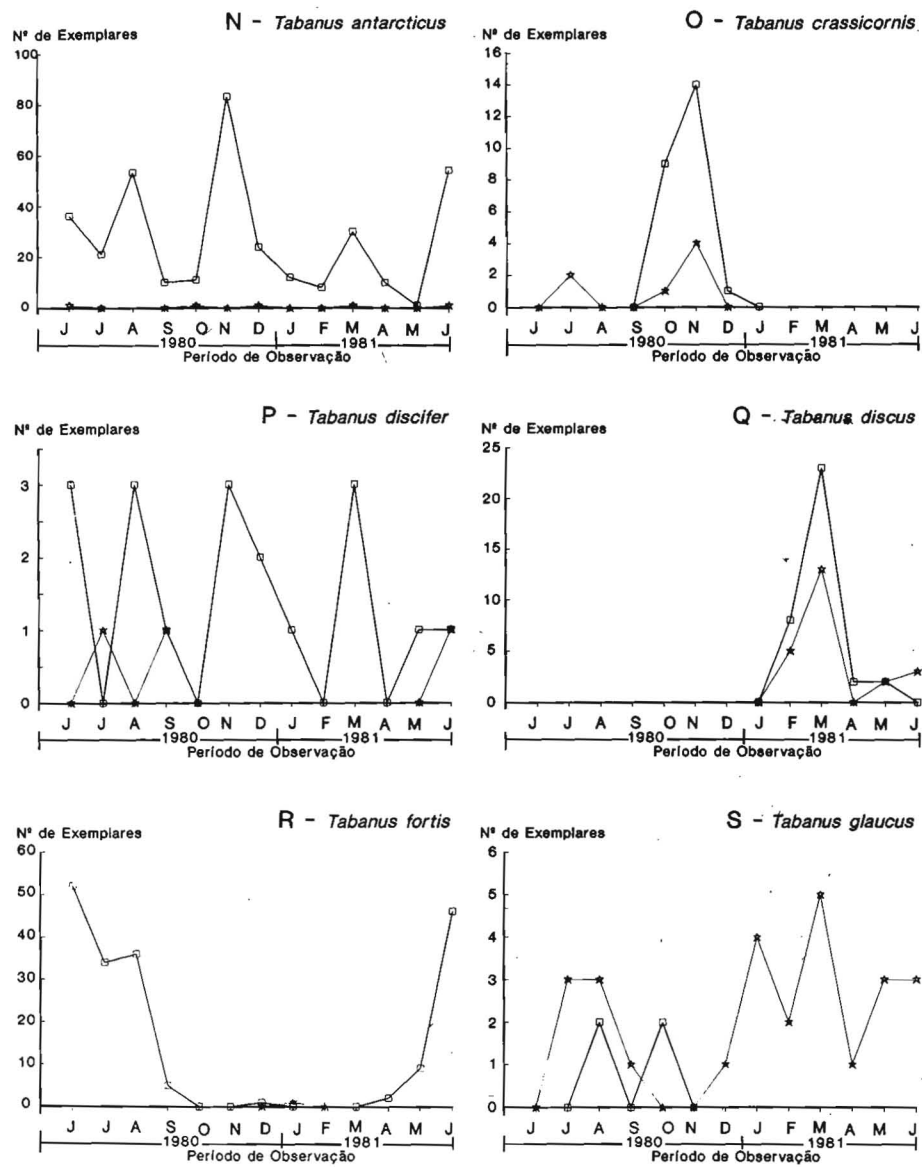 N - Tabanus antarcticus
Nº de Exemplares
100
80
60
40
20
0
J J A S O N D J F M A M J
1980 1981
Período de Observação
O - Tabanus crassicornis
Nº de Exemplares
16
14
12
10
8
6
4
2
0
J J A S O N D J F M A M J
1980 1981
Período de Observação
P - Tabanus discifer
Nº de Exemplares
3
2
1
0
J J A S O N D J F M A M J
1980 1981
Período de Observação
Q - Tabanus discus
Nº de Exemplares
25
20
15
10
5
0
J J A S O N D J F M A M J
1980 1981
Período de Observação
R - Tabanus fortis
Nº de Exemplares
60
50
40
30
20
10
0
J J A S O N D J F M A M J
1980 1981
Período de Observação
S - Tabanus glaucus
Nº de Exemplares
6
5
4
3
2
1
0
J J A S O N D J F M A M J
1980 1981
Período de Observação